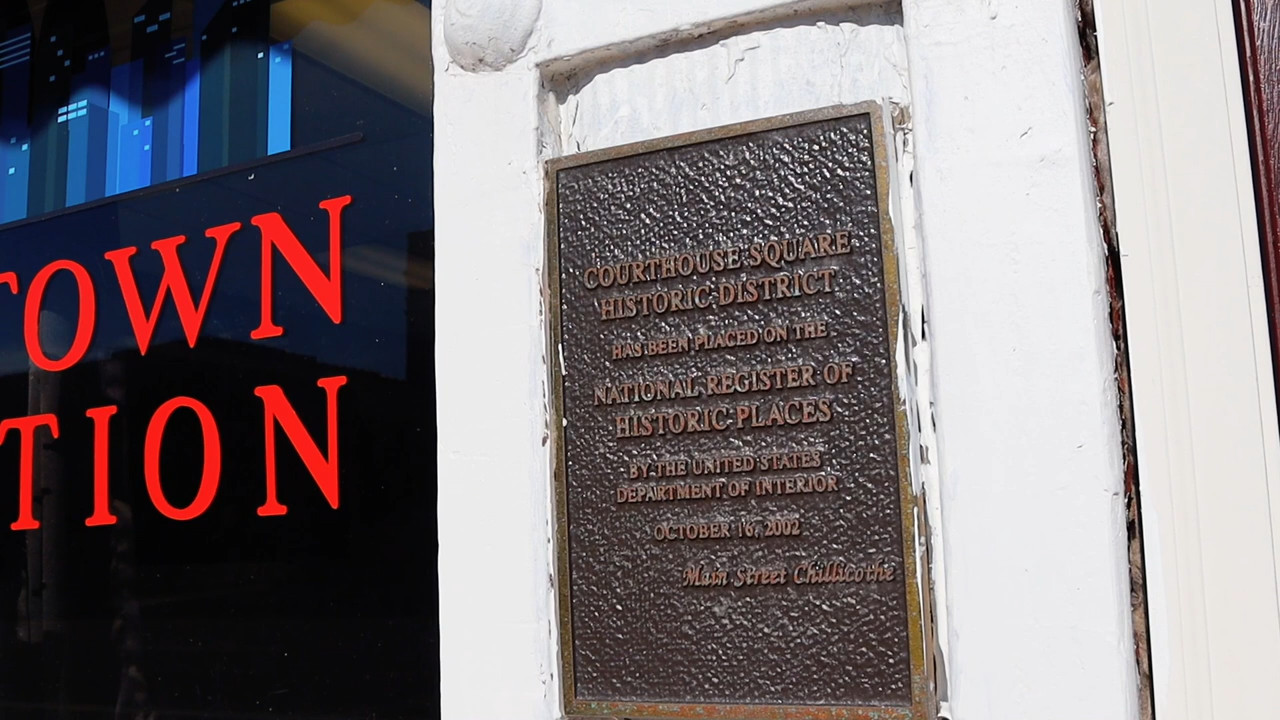 TOWN
TION
COURTHOUSE SQUARE
HISTORIC DISTRICT
HAS BEEN PLACED ON THE
NATIONAL REGISTER OF
HISTORIC PLACES
BY THE UNITED STATES
DEPARTMENT OF INTERIOR
OCTOBER 16, 2002
Main Street Chillicothe